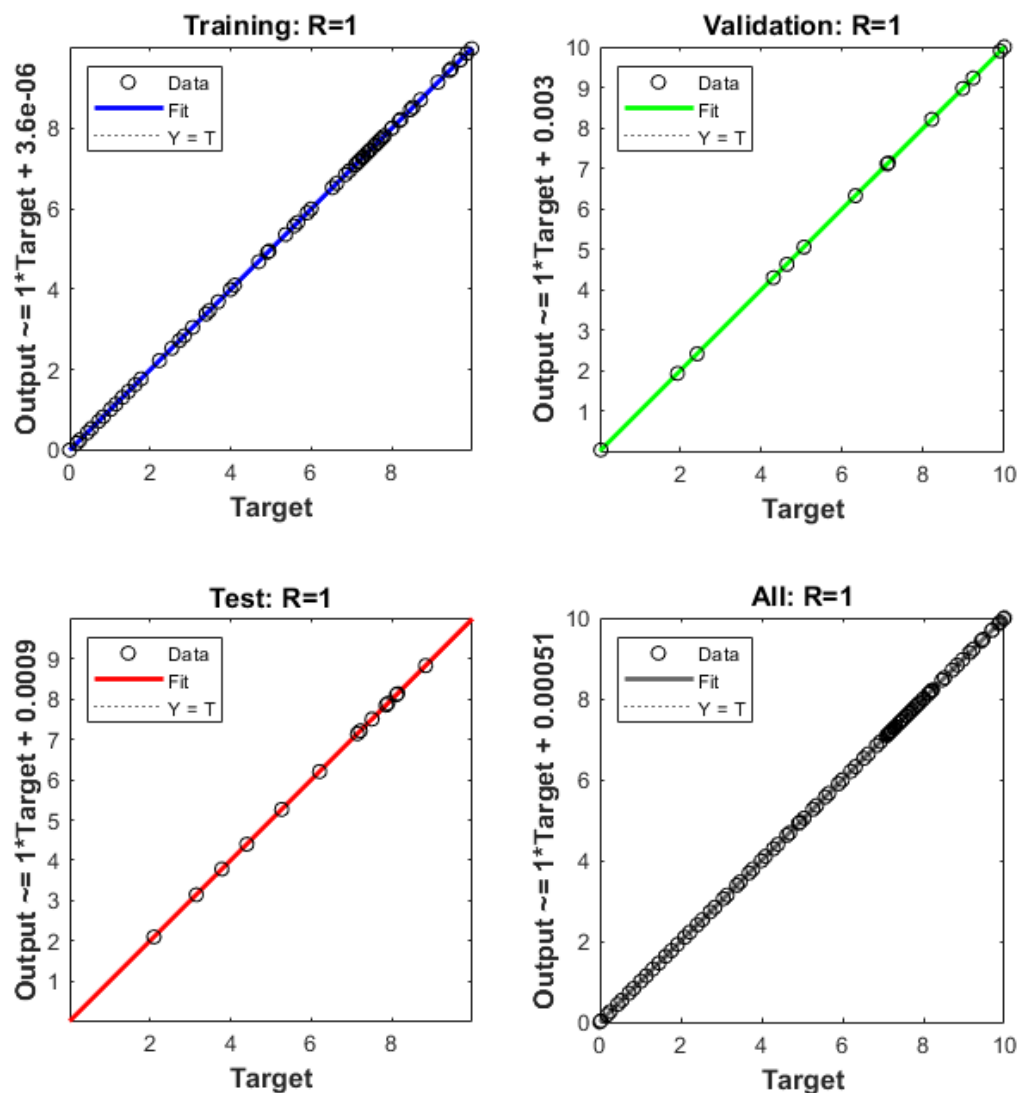 Training: R=1
Output ~= 1*Target + 3.6e-06
Data
Fit
Y = T
8
6
4
2
0
0 2 4 6 8
Target
Validation: R=1
Output ~= 1*Target + 0.003
Data
Fit
Y = T
10
9
8
7
6
5
4
3
2
1
2 4 6 8 10
Target
Test: R=1
Output ~= 1*Target + 0.0009
Data
Fit
Y = T
9
8
7
6
5
4
3
2
1
2 4 6 8
Target
All: R=1
Output ~= 1*Target + 0.00051
Data
Fit
Y = T
10
8
6
4
2
0
0 2 4 6 8 10
Target